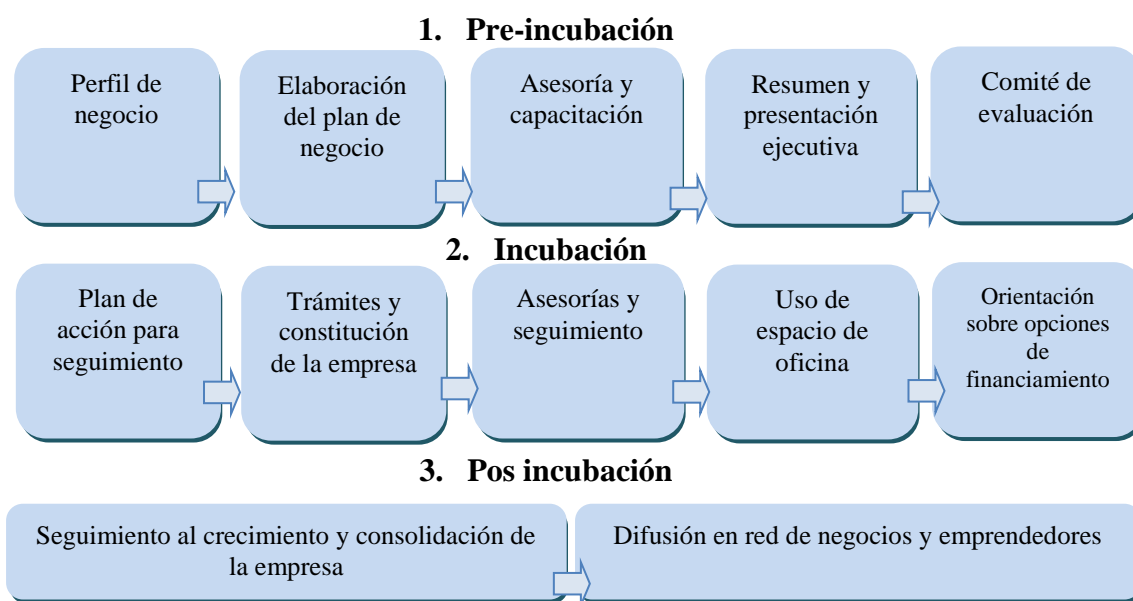 1. Pre-incubación
Perfil de
negocio
Elaboración
del plan de
negocio
Asesoría y
capacitación
Resumen y
presentación
ejecutiva
Comité de
evaluación
2. Incubación
Plan de
acción para
seguimiento
Trámites y
constitución
de la empresa
Asesorías y
seguimiento
Uso de
espacio de
oficina
Orientación
sobre opciones
de
financiamiento
3. Pos incubación
Seguimiento al crecimiento y consolidación de
la empresa
Difusión en red de negocios y emprendedores